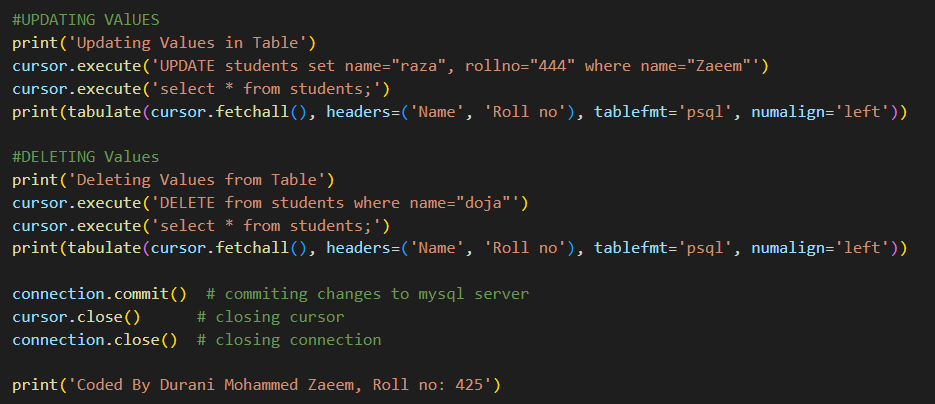 #UPDATING VAlUES
print('Updating Values in Table')
cursor.execute('UPDATE students set name="raza", rollno="444" where name="Zaeem"')
cursor.execute('select * from students;')
print(tabulate(cursor.fetchall(), headers=('Name', 'Roll no'), tablefmt='psql', numalign='left'))

#DELETING Values
print('Deleting Values from Table')
cursor.execute('DELETE from students where name="doja"')
cursor.execute('select * from students;')
print(tabulate(cursor.fetchall(), headers=('Name', 'Roll no'), tablefmt='psql', numalign='left'))

connection.commit()  # commiting changes to mysql server
cursor.close()      # closing cursor
connection.close()  # closing connection

print('Coded By Durani Mohammed Zaeem, Roll no: 425')